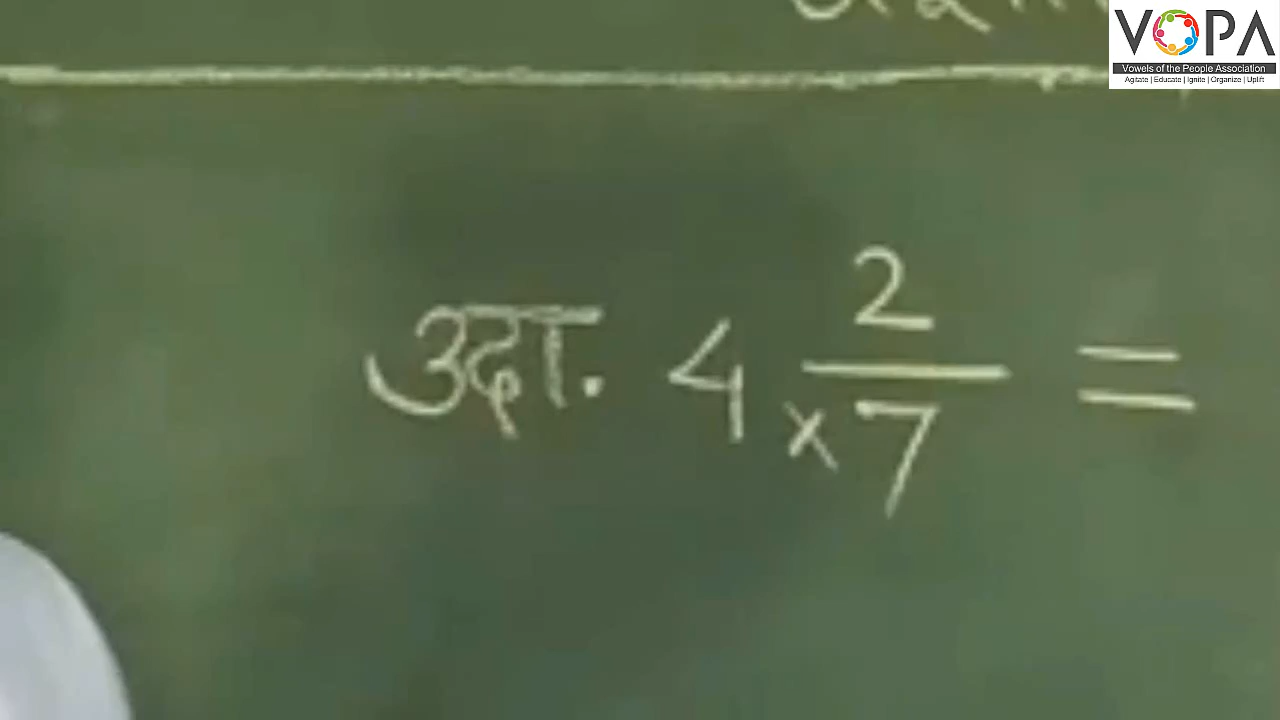 VOPA
Vowels of the People Association
Agitate | Educate | Ignite | Organize | Uplift
उदा. 4 2/×7 =